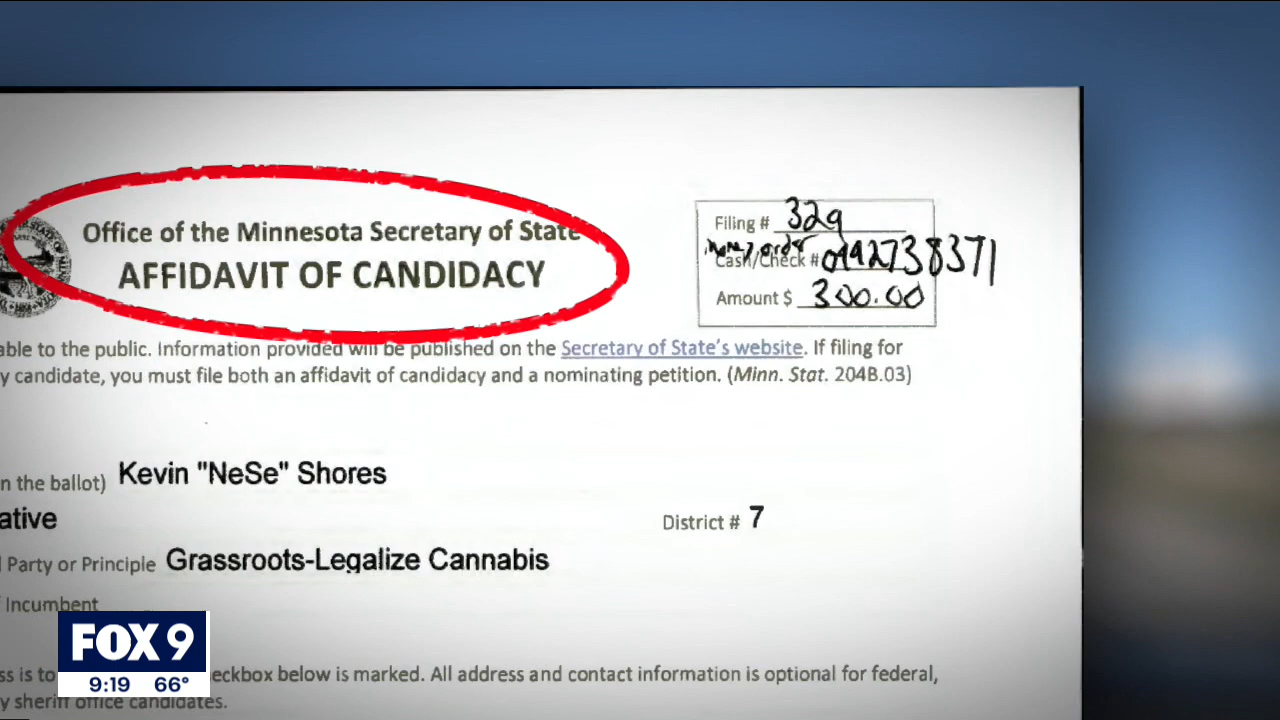 Office of the Minnesota Secretary of State
AFFIDAVIT OF CANDIDACY
Filing # 329
money order
Cash/Check #
Amount $ 300.00
able to the public. Information provided will be published on the Secretary of State's website. If filing for
y candidate, you must file both an affidavit of candidacy and a nominating petition. (Minn. Stat. 204B.03)
n the ballot) Kevin "NeSe" Shores
ative
District # 7
Party or Principle Grassroots-Legalize Cannabis
Incumbent
ss is to
eckbox below is marked. All address and contact information is optional for federal,
y sheriff office candidates.
FOX 9
9:19 66°